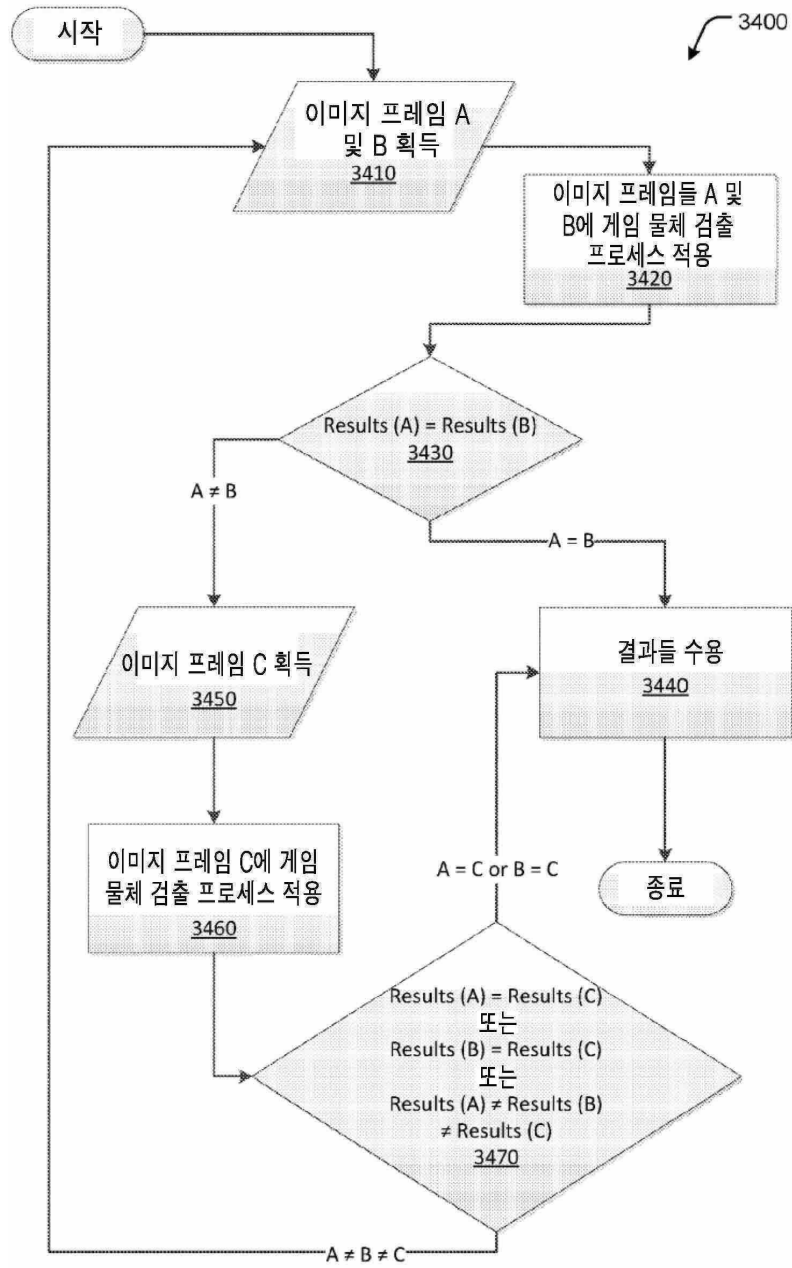 시작
3400
이미지 프레임 A
및 B 획득
3410
이미지 프레임들 A 및
B에 게임 물체 검출
프로세스 적용
3420
Results (A) = Results (B)
3430
A ≠ B
A = B
이미지 프레임 C 획득
3450
결과들 수용
3440
이미지 프레임 C에 게임
물체 검출 프로세스 적용
3460
A = C or B = C
종료
Results (A) = Results (C)
또는
Results (B) = Results (C)
또는
Results (A) ≠ Results (B)
≠ Results (C)
3470
A ≠ B ≠ C